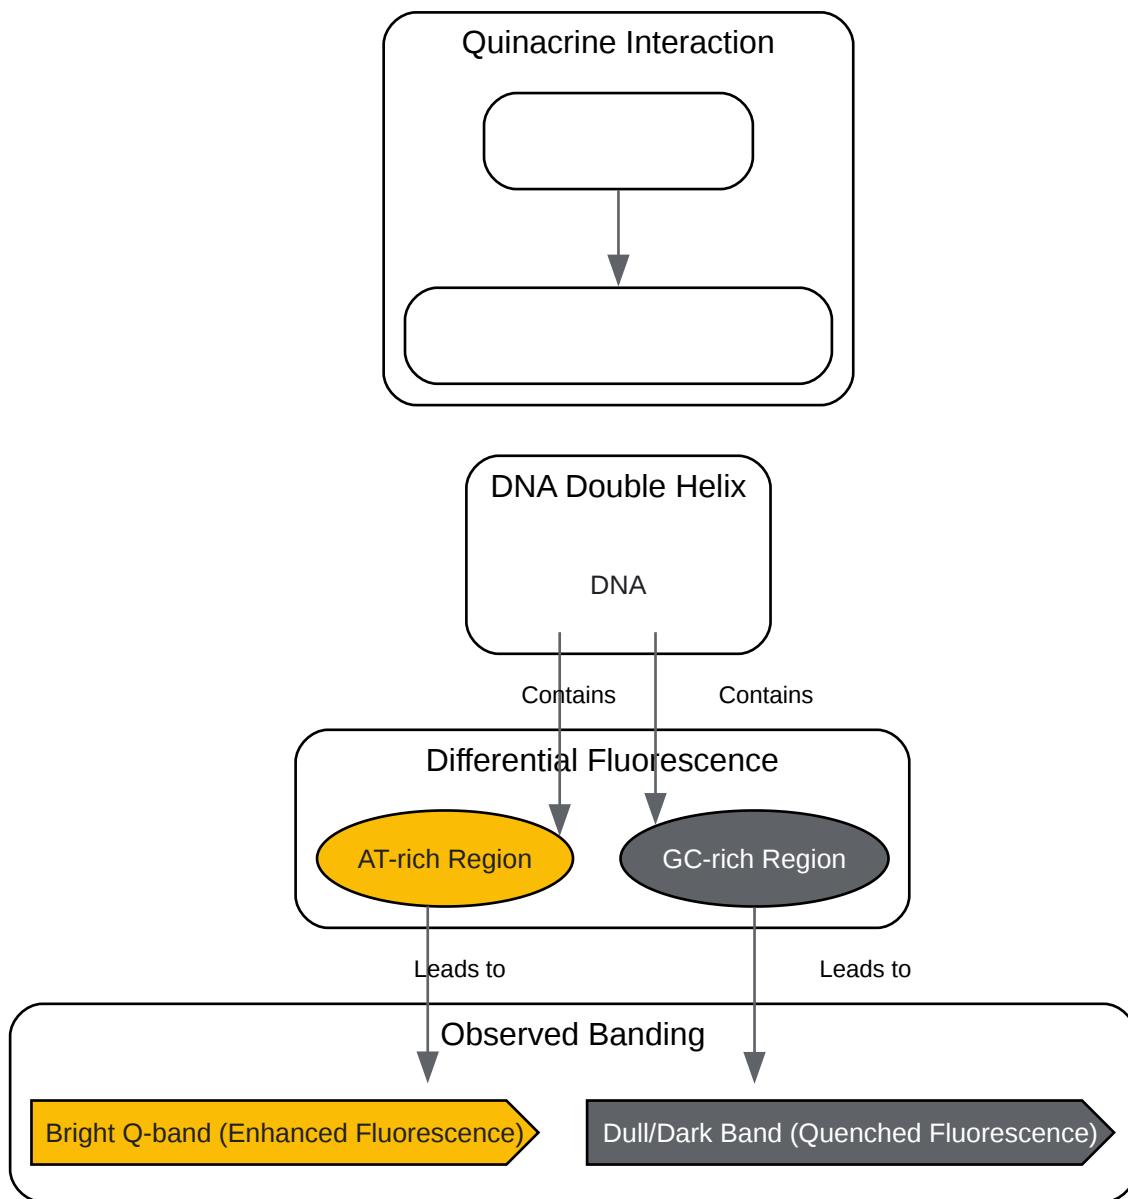 Quinacrine Interaction
DNA Double Helix
DNA
Contains
Contains
Differential Fluorescence
AT-rich Region
GC-rich Region
Leads to
Leads to
Observed Banding
Bright Q-band (Enhanced Fluorescence)
Dull/Dark Band (Quenched Fluorescence)